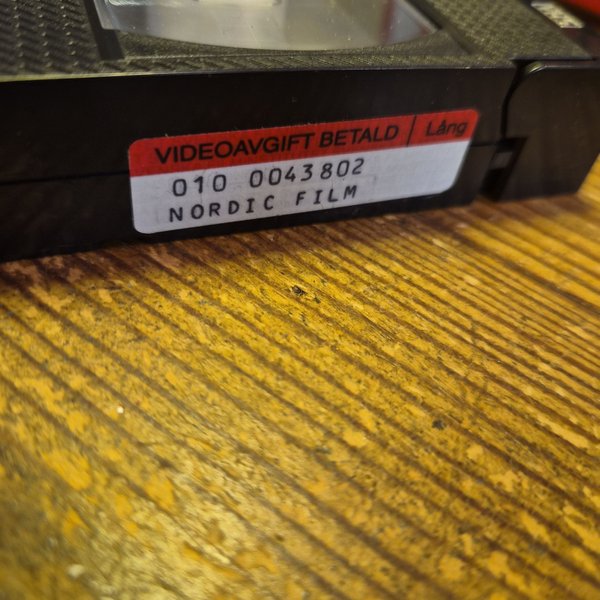 VIDEOAVGIFT BETALD | Lång
010 0043802
NORDIC FILM